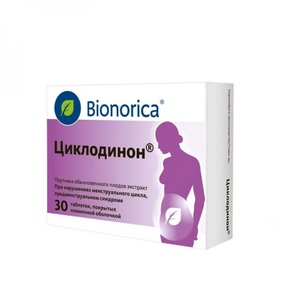 Bionorica®
Циклодинон®
Прутняка обыкновенного плодов экстракт
При нарушениях менструального цикла,
предменструальном синдроме
30 таблеток, покрытых
пленочной оболочкой
Циклодинон®